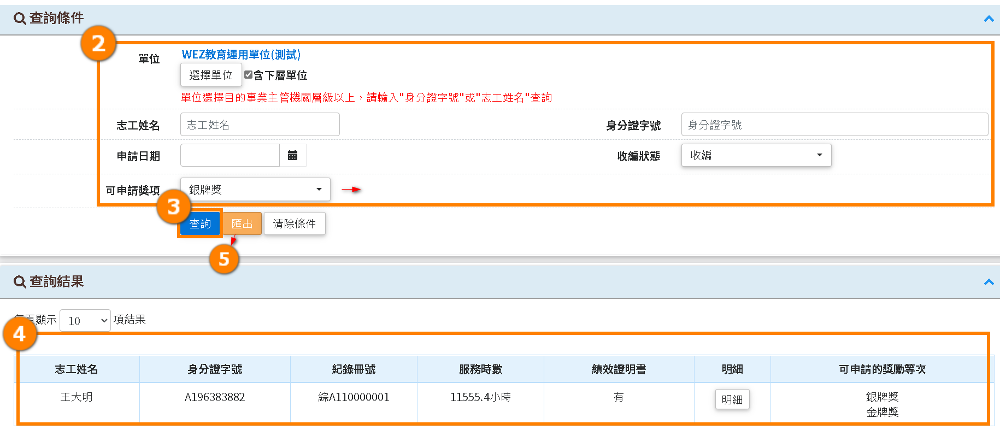 查詢條件
2
單位
WEZ教育運用單位(測試)
選擇單位 含下層單位
單位選擇目的事業主管機關層級以上，請輸入"身分證字號"或"志工姓名"查詢
志工姓名 志工姓名 身分證字號 身分證字號
申請日期 收編狀態 收編
可申請獎項 銀牌獎
3
查詢 匯出 清除條件
5
查詢結果
每頁顯示 10 項結果
4
志工姓名 身分證字號 紀錄冊號 服務時數 績效證明書 明細 可申請的獎勵等次
王大明 A196383882 綜A110000001 11555.4小時 有 明細 銀牌獎
金牌獎